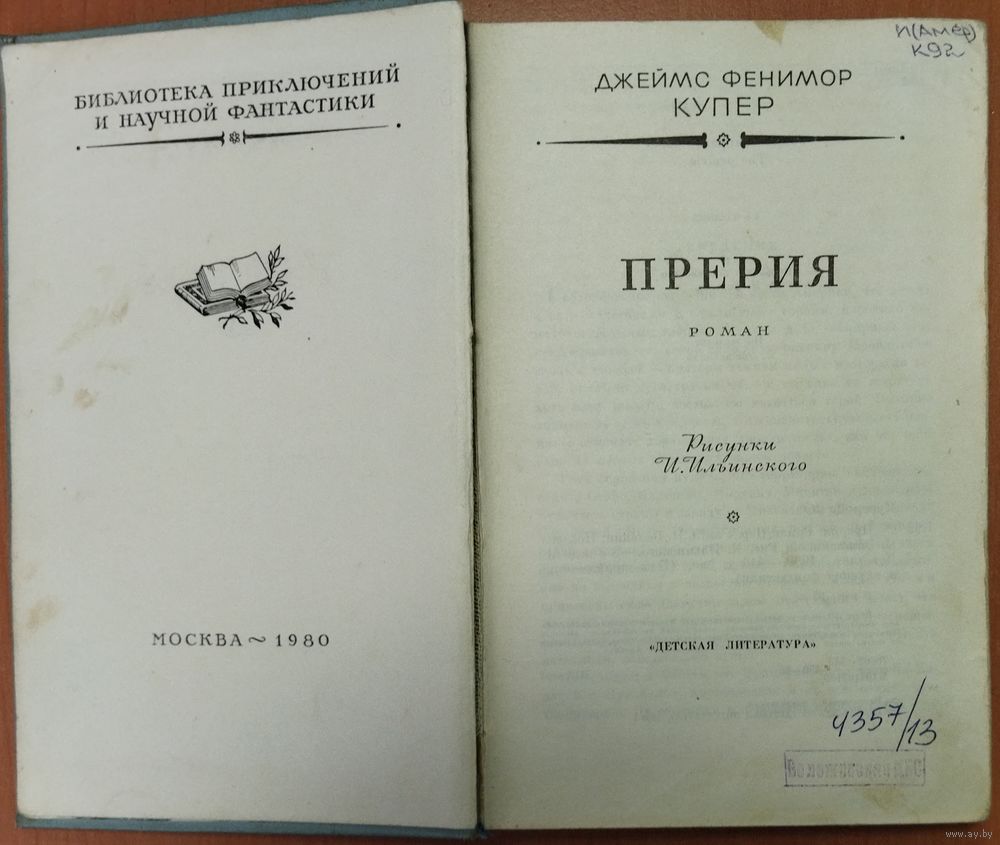 БИБЛИОТЕКА ПРИКЛЮЧЕНИЙ
И НАУЧНОЙ ФАНТАСТИКИ
МОСКВА ~ 1980
И(АМЕР)
К92
ДЖЕЙМС ФЕНИМОР
КУПЕР
ПРЕРИЯ
РОМАН
Рисунки
И. Ильинского
«ДЕТСКАЯ ЛИТЕРАТУРА»
4357/13
www.ay.by